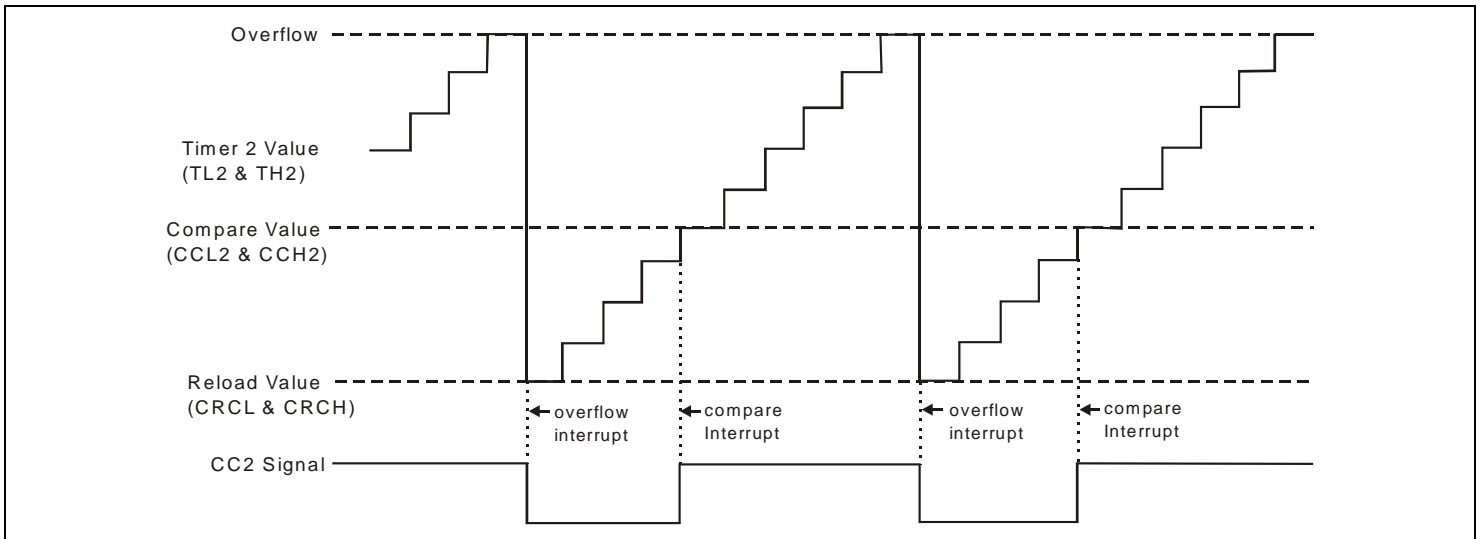 Overflow
Timer 2 Value
(TL2 & TH2)
Compare Value
(CCL2 & CCH2)
Reload Value
(CRCL & CRCH)
overflow
interrupt
compare
Interrupt
overflow
interrupt
compare
Interrupt
CC2 Signal